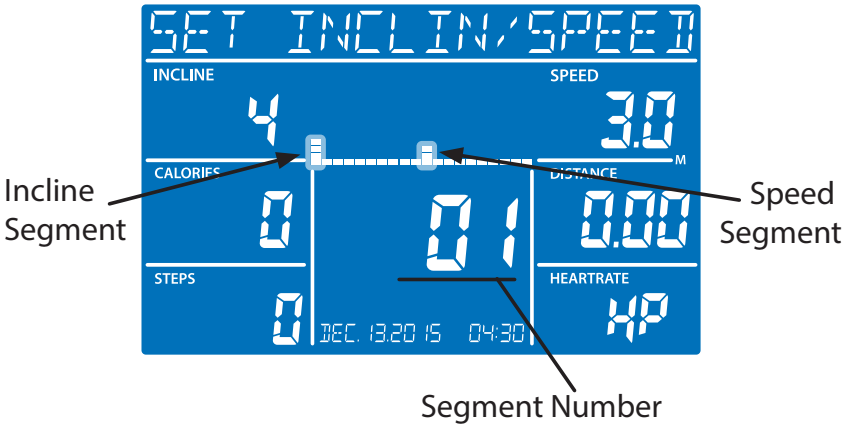 SET INCLIN/SPEED
INCLINE
SPEED
4
3.0
M
CALORIES
DISTANCE
Incline
Segment
Speed
Segment
0
01
0.00
STEPS
HEARTRATE
0
DEC. 13.2015 04:30
HP
Segment Number